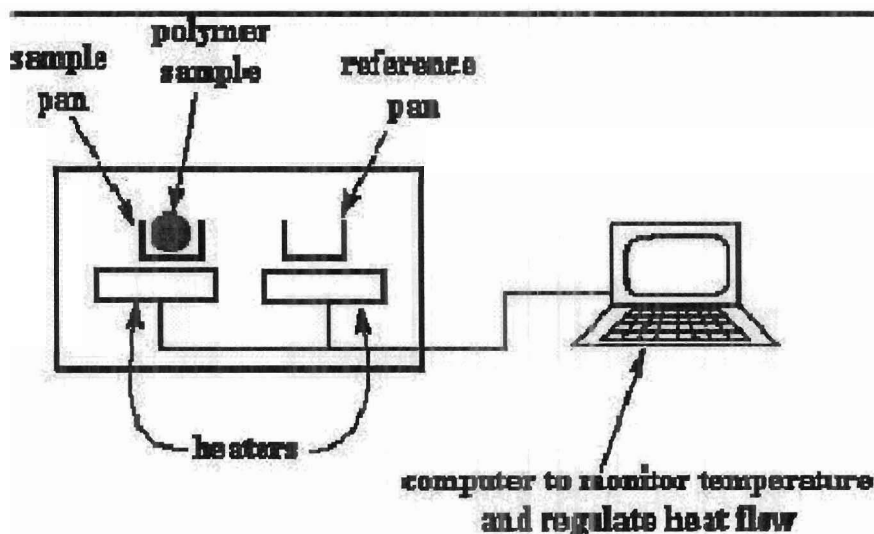 sample
pan
polymer
sample
reference
pan
heaters
computer to monitor temperature
and regulate heat flow